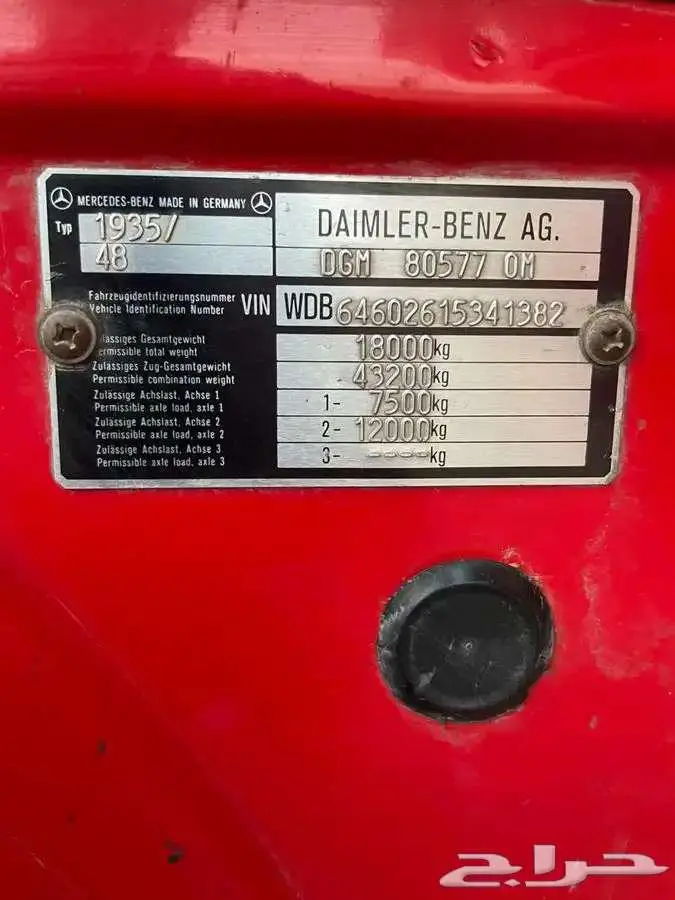 MERCEDES-BENZ MADE IN GERMANY
Typ 1935/
48
DAIMLER-BENZ AG.
DGM 80577 OM
Fahrzeugidentifizierungsnummer
Vehicle Identification Number VIN WDB64602615341382
Gesamtgewicht
total weight 18000kg
Zulässiges Zug-Gesamtgewicht
Permissible combination weight 43200kg
Zulässige Achslast, Achse 1
Permissible axle load, axle 1 1- 7500kg
Zulässige Achslast, Achse 2
Permissible axle load, axle 2 2- 12000kg
Zulässige Achslast, Achse 3
Permissible axle load, axle 3 3- ----kg
حراج